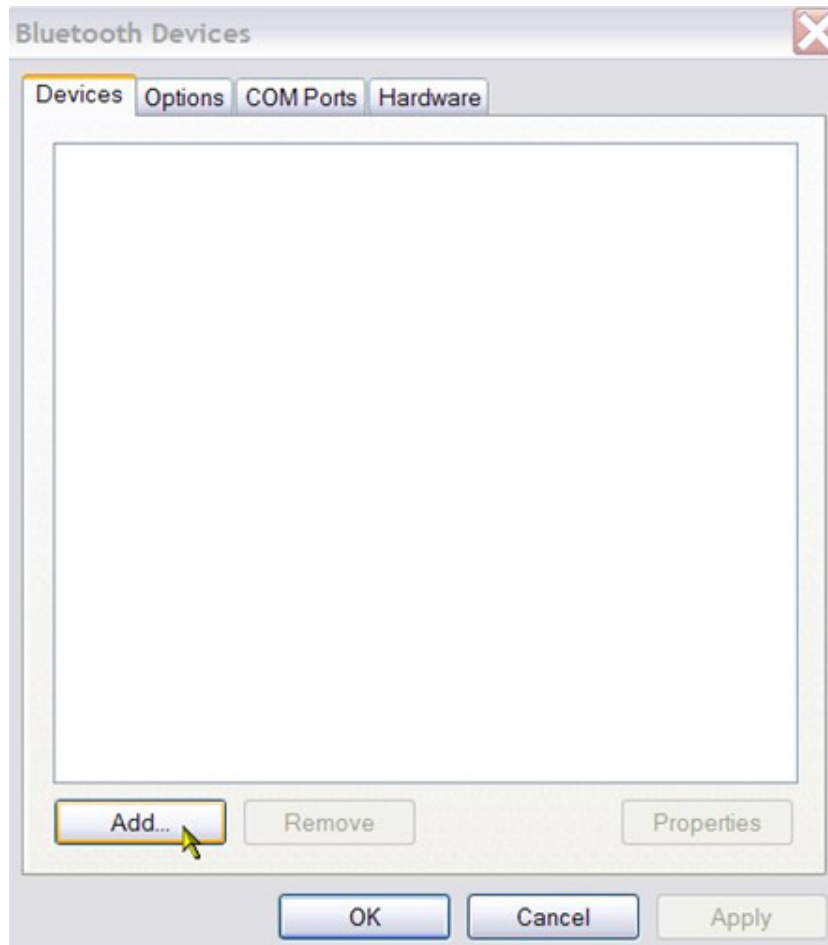 Bluetooth Devices
Devices Options COM Ports Hardware
Add... Remove Properties
OK Cancel Apply